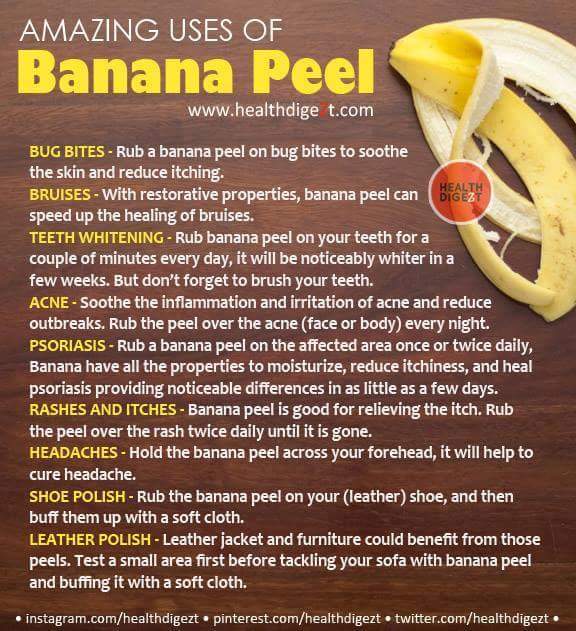 AMAZING USES OF
Banana Peel
www.healthdigeZt.com
BUG BITES - Rub a banana peel on bug bites to soothe
the skin and reduce itching.
HEALTH
DIGEZT
BRUISES - With restorative properties, banana peel can
speed up the healing of bruises.
TEETH WHITENING - Rub banana peel on your teeth for a
couple of minutes every day, it will be noticeably whiter in a
few weeks. But don't forget to brush your teeth.
ACNE - Soothe the inflammation and irritation of acne and reduce
outbreaks. Rub the peel over the acne (face or body) every night.
PSORIASIS - Rub a banana peel on the affected area once or twice daily,
Banana have all the properties to moisturize, reduce itchiness, and heal
psoriasis providing noticeable differences in as little as a few days.
RASHES AND ITCHES - Banana peel is good for relieving the itch. Rub
the peel over the rash twice daily until it is gone.
HEADACHES - Hold the banana peel across your forehead, it will help to
cure headache.
SHOE POLISH - Rub the banana peel on your (leather) shoe, and then
buff them up with a soft cloth.
LEATHER POLISH - Leather jacket and furniture could benefit from those
peels. Test a small area first before tackling your sofa with banana peel
and buffing it with a soft cloth.
• instagram.com/healthdigezt • pinterest.com/healthdigezt • twitter.com/healthdigezt •